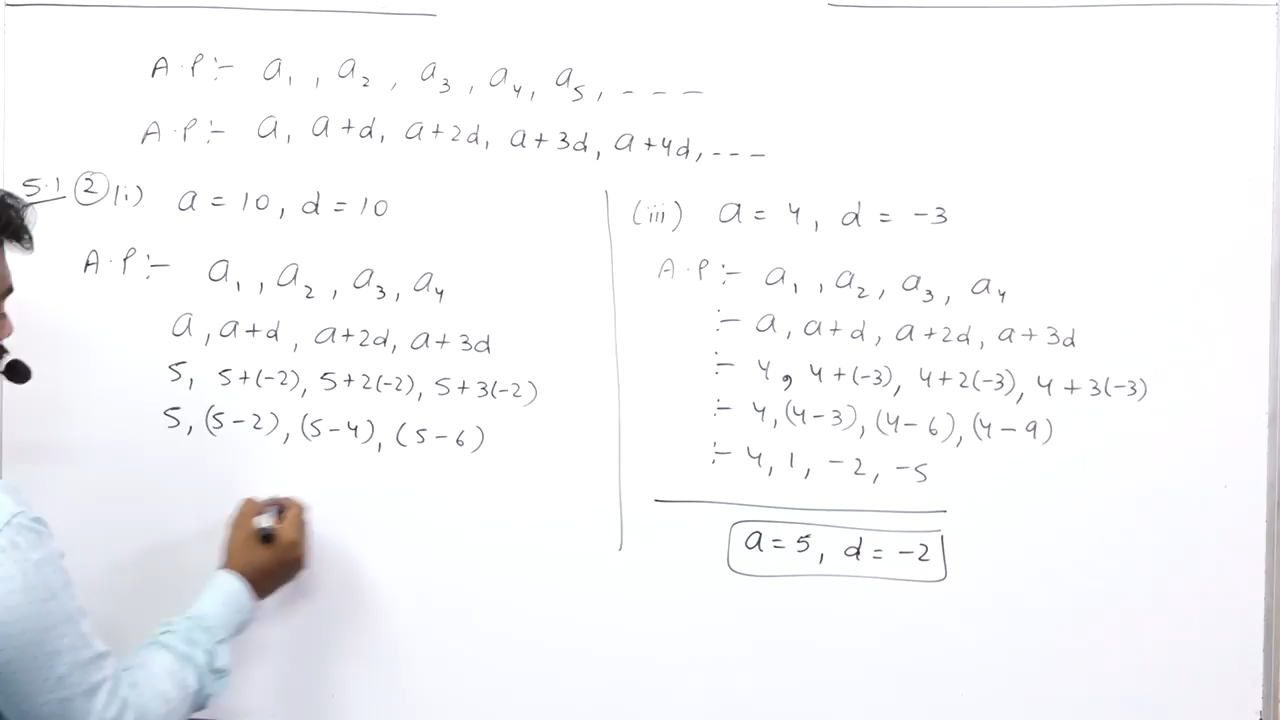 A.P:- a₁, a₂, a₃, a₄, a₅, - - -
A.P:- a, a+d, a+2d, a+3d, a+4d, - - -
5.1 ② (i) a = 10, d = 10
A.P:- a₁, a₂, a₃, a₄
a, a+d, a+2d, a+3d
5, 5+(-2), 5+2(-2), 5+3(-2)
5, (5-2), (5-4), (5-6)
(iii) a = 4, d = -3
A.P:- a₁, a₂, a₃, a₄
:- a, a+d, a+2d, a+3d
:- 4, 4+(-3), 4+2(-3), 4+3(-3)
:- 4, (4-3), (4-6), (4-9)
:- 4, 1, -2, -5
a = 5, d = -2